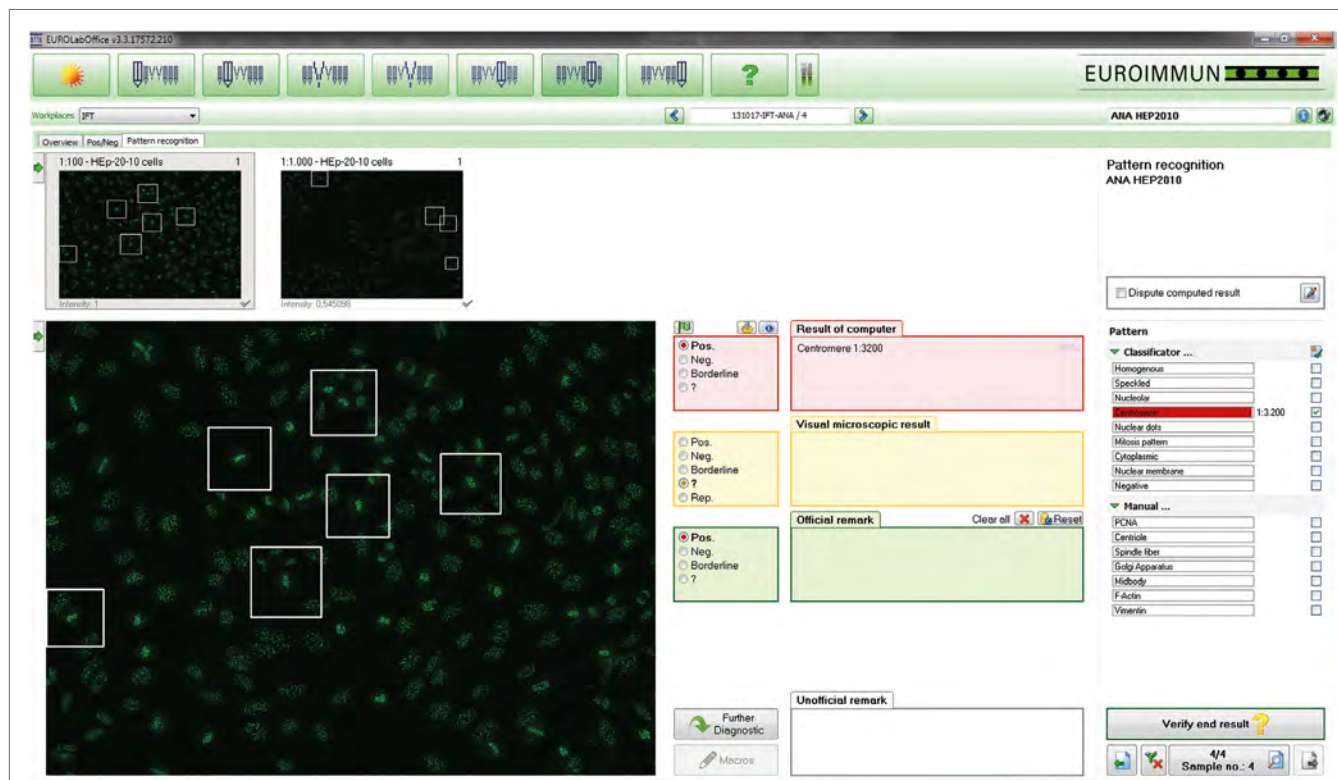 EUROLabOffice v3.3.17572.210
EUROIMMUN
Workplaces IFT
131017-IFT-ANA / 4
ANA HEP2010
Overview Pos/Neg Pattern recognition
1:100 - HEp-20-10 cells 1
1:1.000 - HEp-20-10 cells 1
Intensity: 1
Intensity: 0,545098
Pattern recognition
ANA HEP2010
Dispute computed result
Pos.
Neg.
Borderline
?
Result of computer
Centromere 1:3200
Pos.
Neg.
Borderline
?
Rep.
Visual microscopic result
Pos.
Neg.
Borderline
?
Official remark Clear all Reset
Further
Diagnostic
Macros
Unofficial remark
Pattern
Classificator ...
Homogenous
Speckled
Nucleolar
Centromere 1:3.200
Nuclear dots
Mitosis pattern
Cytoplasmic
Nuclear membrane
Negative
Manual ...
PCNA
Centriole
Spindle fiber
Golgi Apparatus
Midbody
F-Actin
Vimentin
Verify end result
4/4
Sample no.: 4